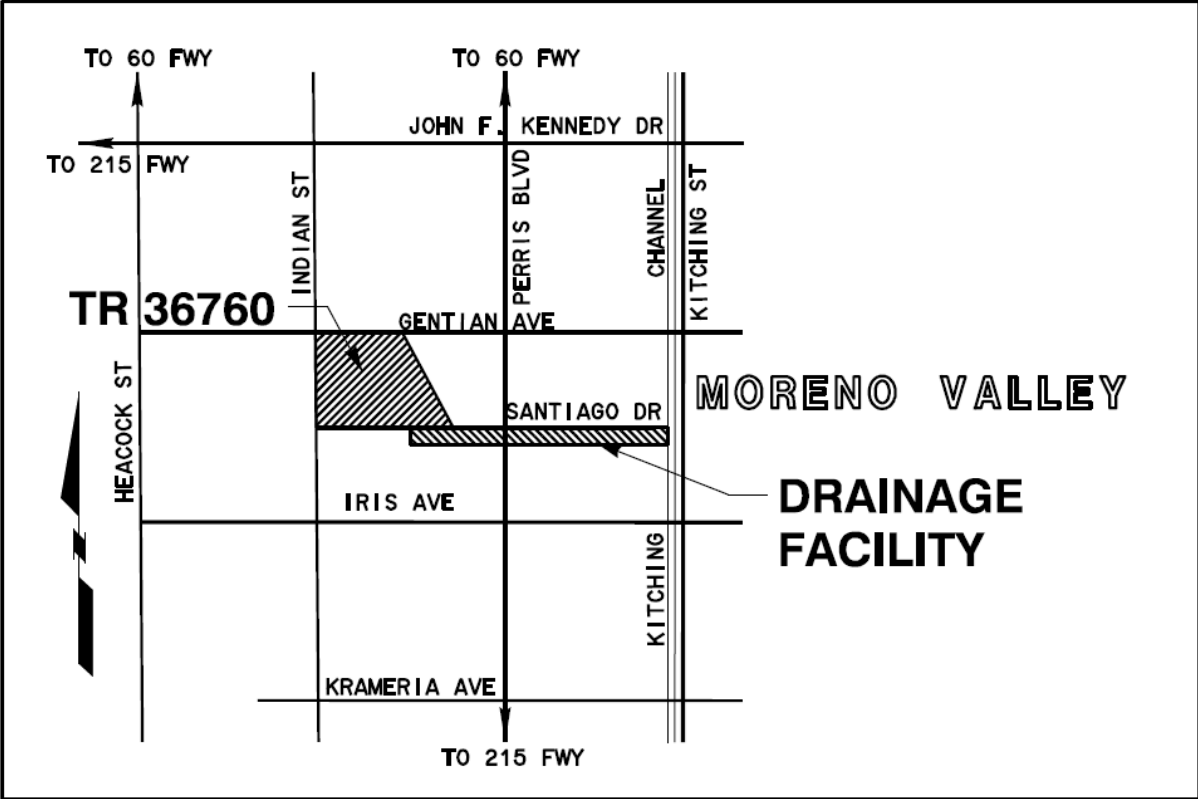 TO 60 FWY
TO 60 FWY
JOHN F. KENNEDY DR
TO 215 FWY
INDIAN ST
PERRIS BLVD
CHANNEL
KITCHING ST
TR 36760
GENTIAN AVE
HEACOCK ST
MORENO VALLEY
SANTIAGO DR
N
IRIS AVE
DRAINAGE
FACILITY
KITCHING
KRAMERIA AVE
TO 215 FWY